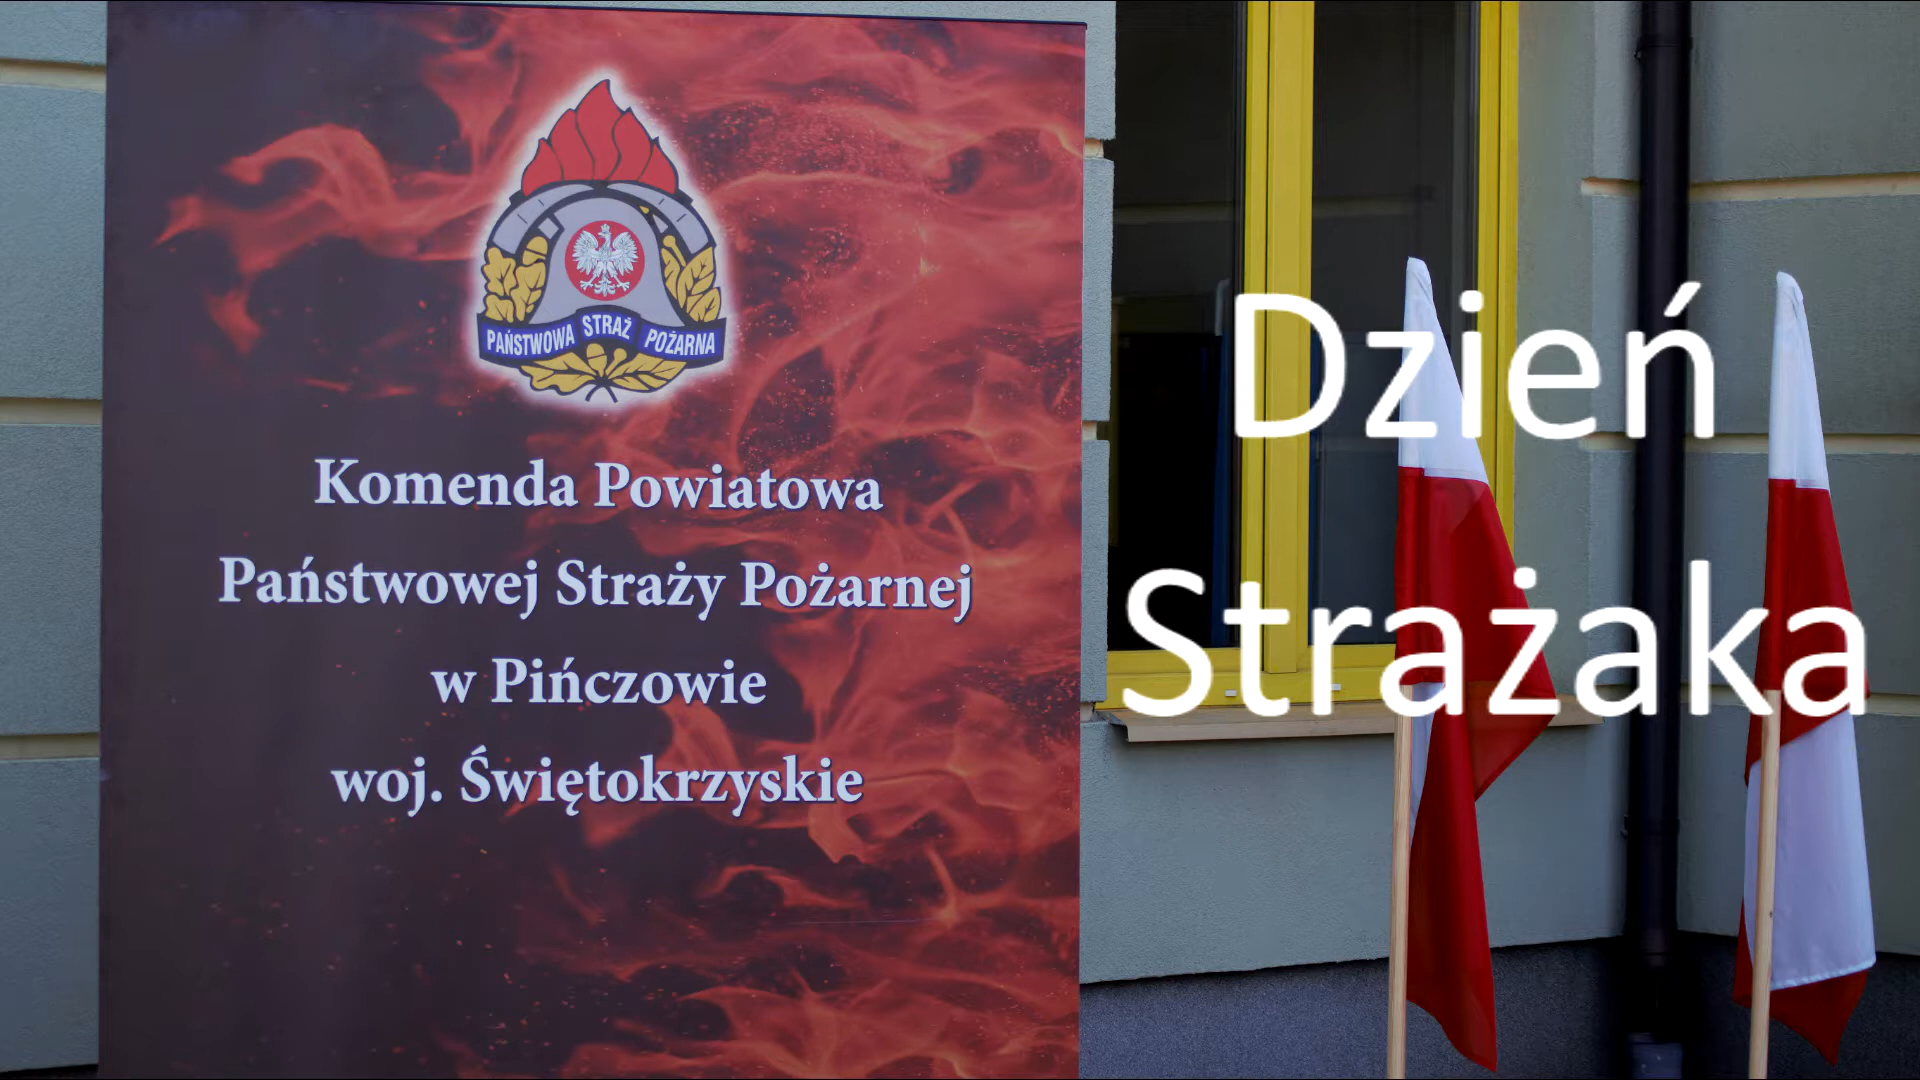 PAŃSTWOWA STRAŻ POŻARNA
Komenda Powiatowa
Państwowej Straży Pożarnej
w Pińczowie
woj. Świętokrzyskie
Dzień
Strażaka